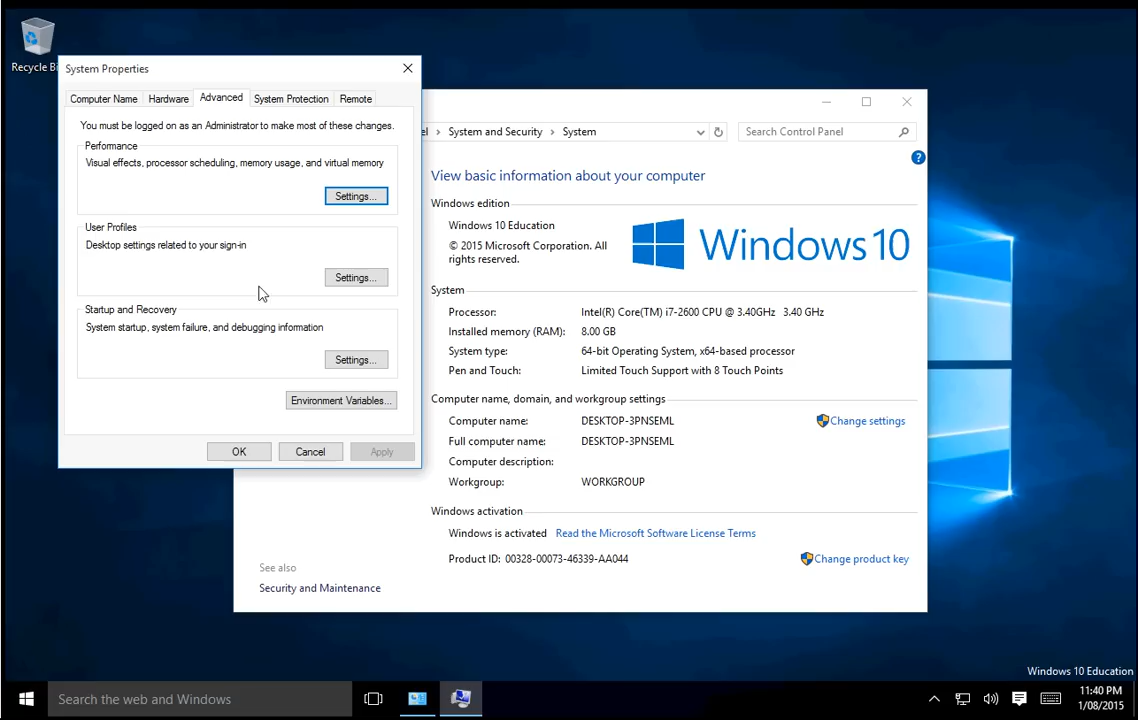 Recycle Bi
System Properties
Computer Name
Hardware
Advanced
System Protection
Remote
You must be logged on as an Administrator to make most of these changes.
Performance
Visual effects, processor scheduling, memory usage, and virtual memory
Settings...
User Profiles
Desktop settings related to your sign-in
Settings...
Startup and Recovery
System startup, system failure, and debugging information
Settings...
Environment Variables...
OK
Cancel
Apply
el › System and Security › System
Search Control Panel
?
View basic information about your computer
Windows edition
Windows 10 Education
© 2015 Microsoft Corporation. All
rights reserved.
Windows 10
System
Processor: Intel(R) Core(TM) i7-2600 CPU @ 3.40GHz 3.40 GHz
Installed memory (RAM): 8.00 GB
System type: 64-bit Operating System, x64-based processor
Pen and Touch: Limited Touch Support with 8 Touch Points
Computer name, domain, and workgroup settings
Computer name: DESKTOP-3PNSEML
Change settings
Full computer name: DESKTOP-3PNSEML
Computer description:
Workgroup: WORKGROUP
Windows activation
Windows is activated Read the Microsoft Software License Terms
Product ID: 00328-00073-46339-AA044
Change product key
See also
Security and Maintenance
Windows 10 Education
Search the web and Windows
11:40 PM
1/08/2015